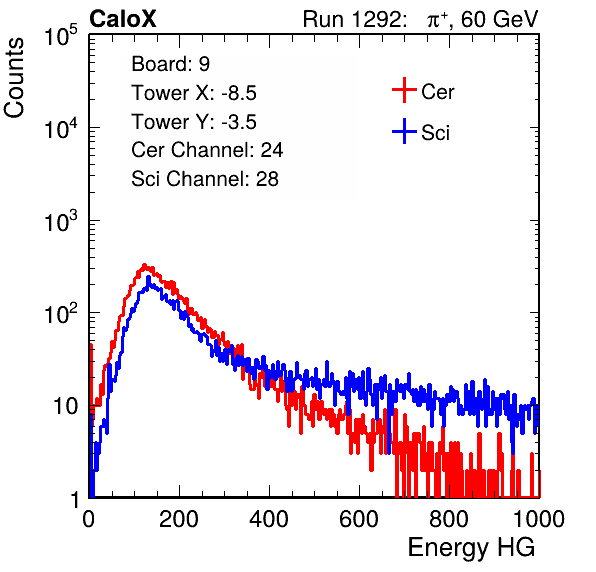 CaloX Run 1292: π⁺, 60 GeV
Counts
Board: 9
Tower X: -8.5
Tower Y: -3.5
Cer Channel: 24
Sci Channel: 28
Cer
Sci
10⁵
10⁴
10³
10²
10
1
0 200 400 600 800 1000
Energy HG